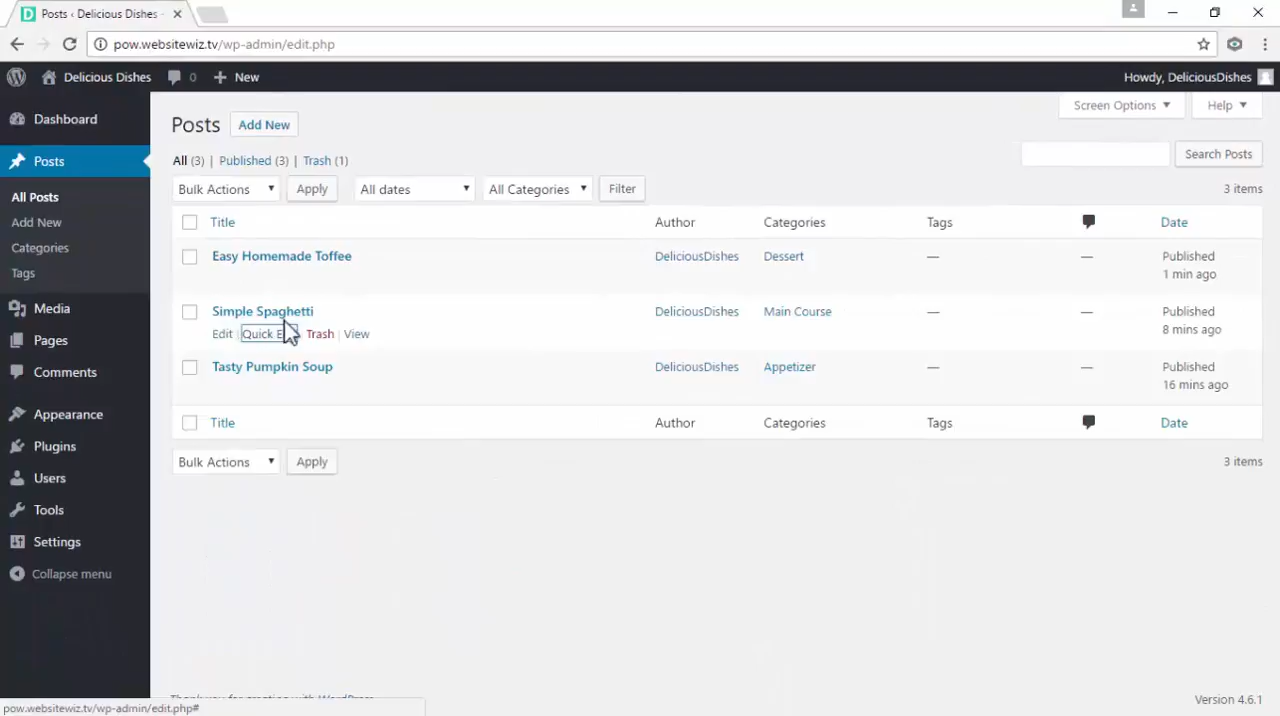 Posts ‹ Delicious Dishes -
pow.websitewiz.tv/wp-admin/edit.php
Delicious Dishes 0 New Howdy, DeliciousDishes
Screen Options Help
Dashboard
Posts
All Posts
Add New
Categories
Tags
Media
Pages
Comments
Appearance
Plugins
Users
Tools
Settings
Collapse menu
Posts Add New
All (3) | Published (3) | Trash (1)
Search Posts
Bulk Actions Apply All dates All Categories Filter 3 items
Title Author Categories Tags Date
Easy Homemade Toffee DeliciousDishes Dessert — — Published
1 min ago
Simple Spaghetti DeliciousDishes Main Course — — Published
8 mins ago
Edit | Quick | Trash | View
Tasty Pumpkin Soup DeliciousDishes Appetizer — — Published
16 mins ago
Title Author Categories Tags Date
Bulk Actions Apply 3 items
Version 4.6.1
pow.websitewiz.tv/wp-admin/edit.php#